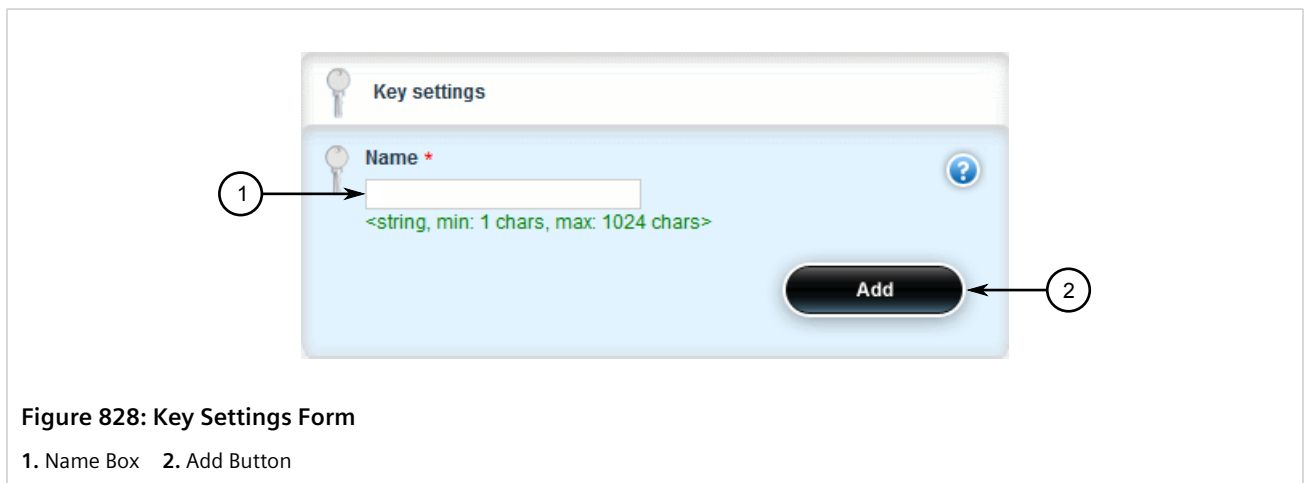 Key settings
Name *
?
1
<string, min: 1 chars, max: 1024 chars>
Add
2
Figure 828: Key Settings Form
1. Name Box 2. Add Button